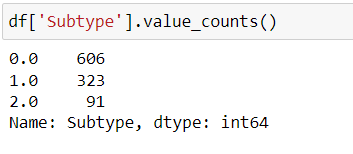 df['Subtype'].value_counts()
0.0    606
1.0    323
2.0     91
Name: Subtype, dtype: int64